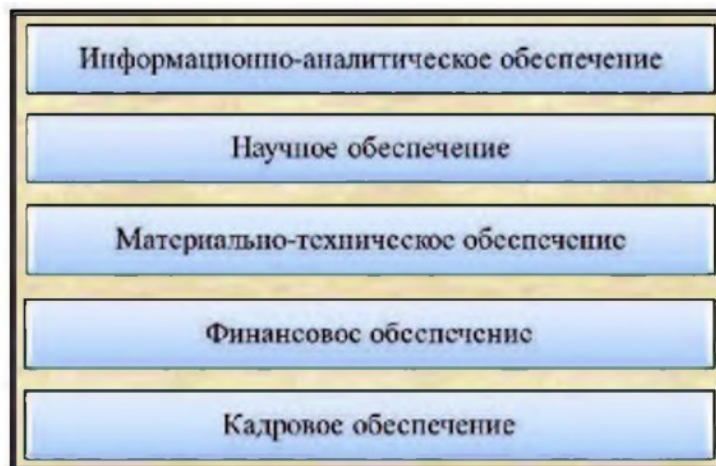 Информационно-аналитическое обеспечение
Научное обеспечение
Материально-техническое обеспечение
Финансовое обеспечение
Кадровое обеспечение